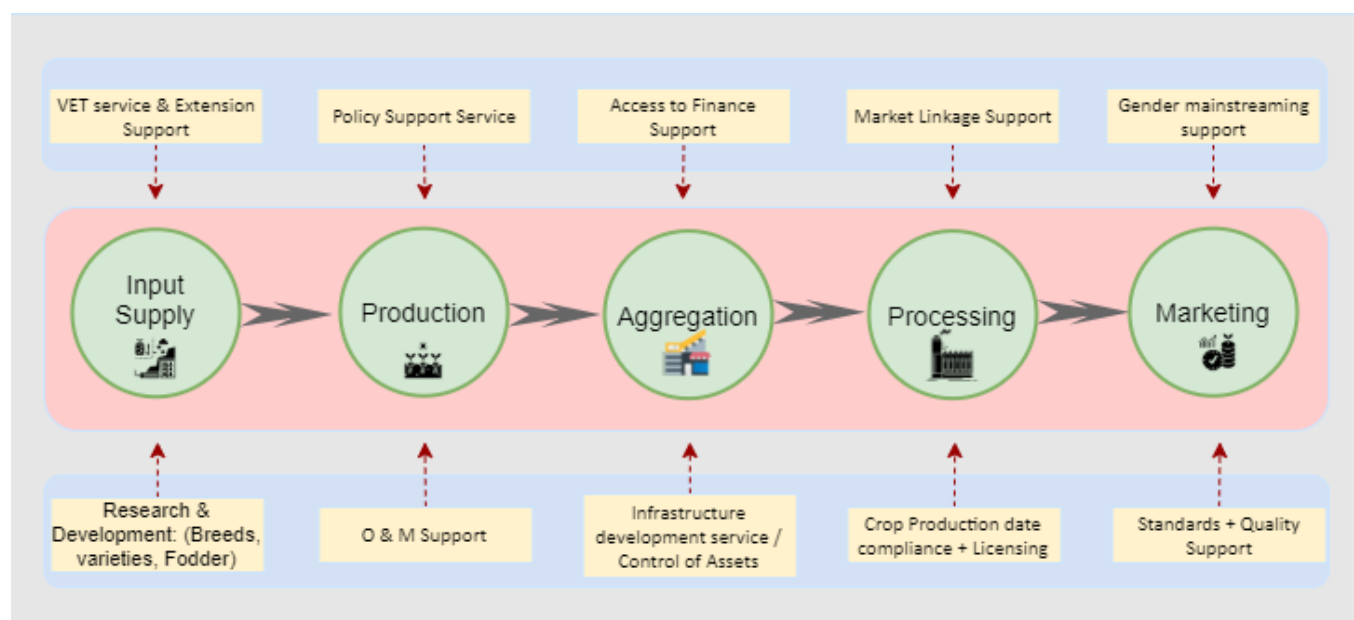 VET service & Extension
Support
Policy Support Service
Access to Finance
Support
Market Linkage Support
Gender mainstreaming
support
Input
Supply
Production
Aggregation
Processing
Marketing
Research &
Development: (Breeds,
varieties, Fodder)
O & M Support
Infrastructure
development service /
Control of Assets
Crop Production date
compliance + Licensing
Standards + Quality
Support